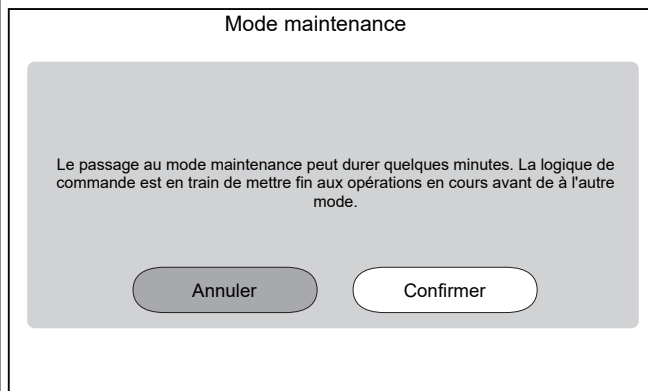 Mode maintenance
Le passage au mode maintenance peut durer quelques minutes. La logique de
commande est en train de mettre fin aux opérations en cours avant de à l'autre
mode.
Annuler
Confirmer